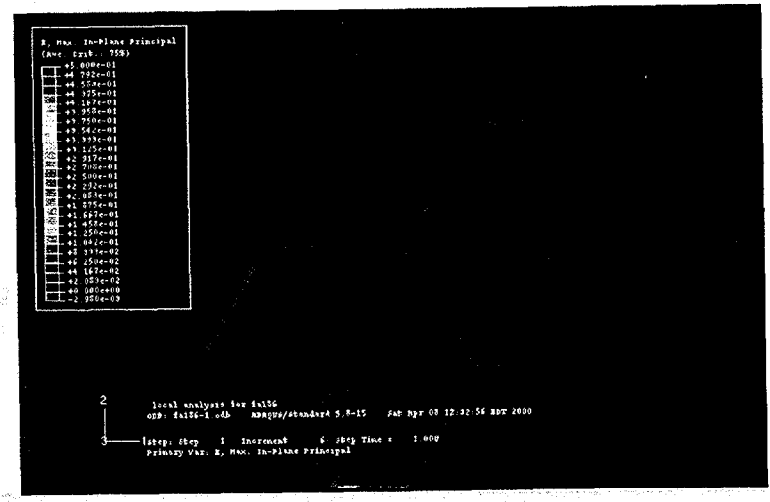 E, Max. In-Plane Principal
(Ave. Crit.: 75%)
+5.000e-01
+4.792e-01
+4.583e-01
+4.375e-01
+4.167e-01
+3.958e-01
+3.750e-01
+3.542e-01
+3.333e-01
+3.125e-01
+2.917e-01
+2.708e-01
+2.500e-01
+2.292e-01
+2.083e-01
+1.875e-01
+1.667e-01
+1.458e-01
+1.250e-01
+1.042e-01
+8.333e-02
+6.250e-02
+4.167e-02
+2.083e-02
+0.000e+00
-2.980e-03
2
local analysis for fa186
ODB: fa186-1.odb ABAQUS/Standard 5.8-15 Sat Apr 08 12:32:56 EDT 2000
3 1
Step: Step 1 Increment 6 Step Time = 1.000
Primary Var: E, Max. In-Plane Principal